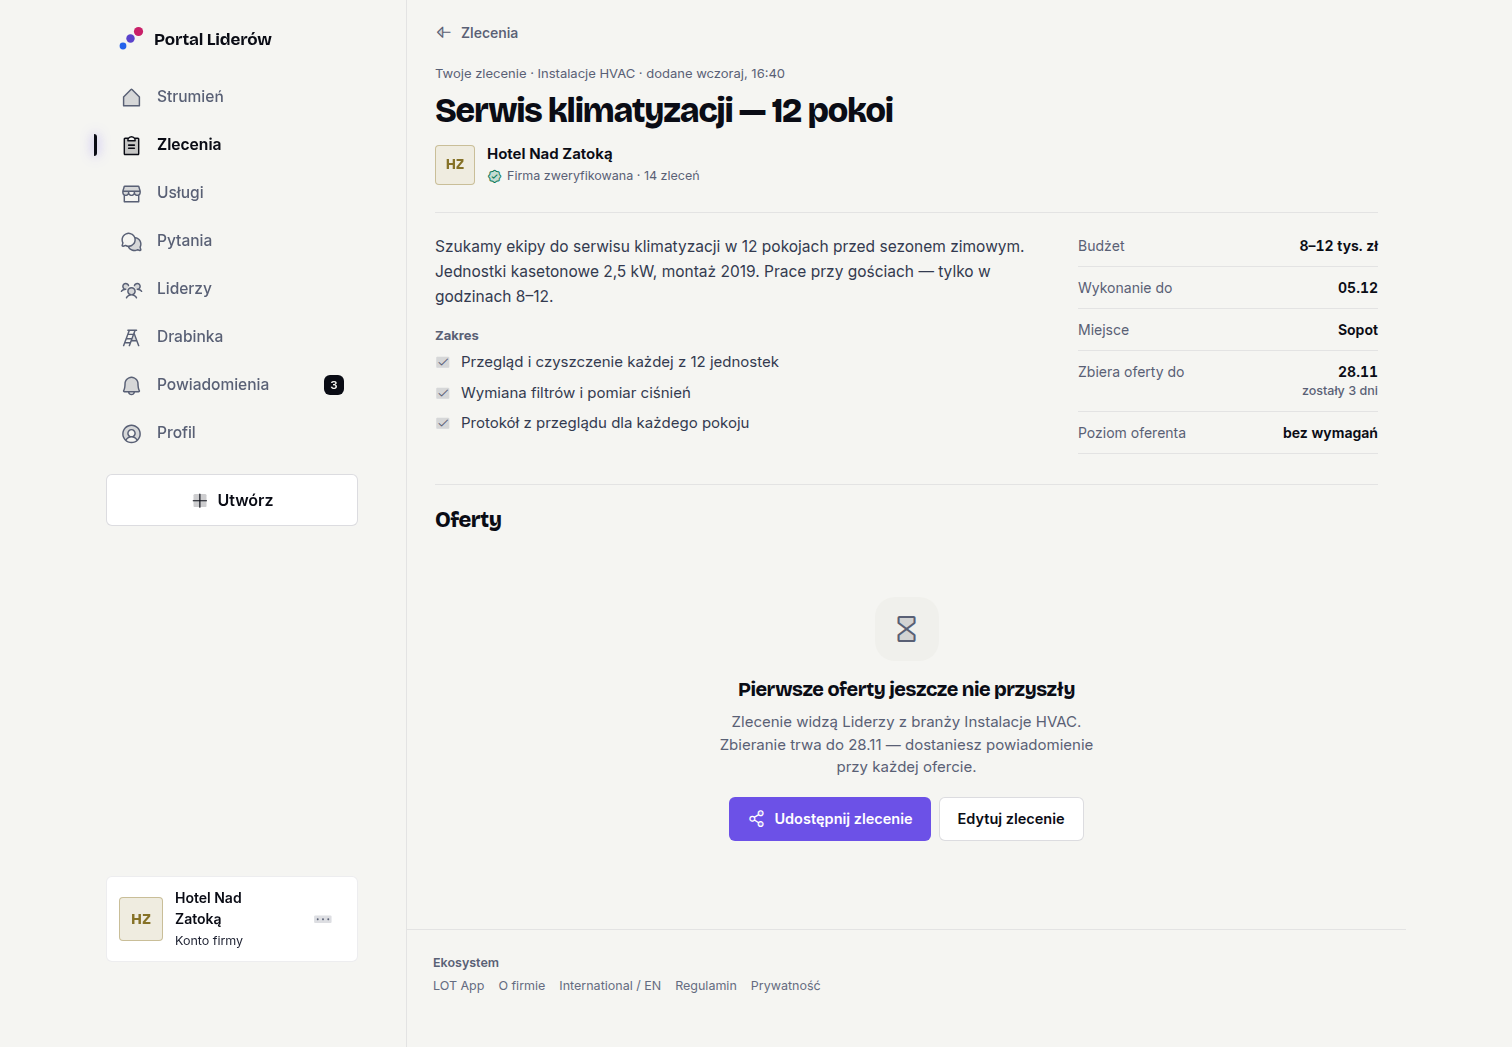 Portal Liderów
Strumień
Zlecenia
Usługi
Pytania
Liderzy
Drabinka
Powiadomienia 3
Profil
Utwórz
HZ
Hotel Nad
Zatoką
Konto firmy
Zlecenia
Twoje zlecenie · Instalacje HVAC · dodane wczoraj, 16:40
Serwis klimatyzacji — 12 pokoi
HZ
Hotel Nad Zatoką
Firma zweryfikowana · 14 zleceń
Szukamy ekipy do serwisu klimatyzacji w 12 pokojach przed sezonem zimowym.
Jednostki kasetonowe 2,5 kW, montaż 2019. Prace przy gościach — tylko w
godzinach 8–12.
Zakres
Przegląd i czyszczenie każdej z 12 jednostek
Wymiana filtrów i pomiar ciśnień
Protokół z przeglądu dla każdego pokoju
Budżet 8–12 tys. zł
Wykonanie do 05.12
Miejsce Sopot
Zbiera oferty do 28.11
zostały 3 dni
Poziom oferenta bez wymagań
Oferty
Pierwsze oferty jeszcze nie przyszły
Zlecenie widzą Liderzy z branży Instalacje HVAC.
Zbieranie trwa do 28.11 — dostaniesz powiadomienie
przy każdej ofercie.
Udostępnij zlecenie
Edytuj zlecenie
Ekosystem
LOT App O firmie International / EN Regulamin Prywatność